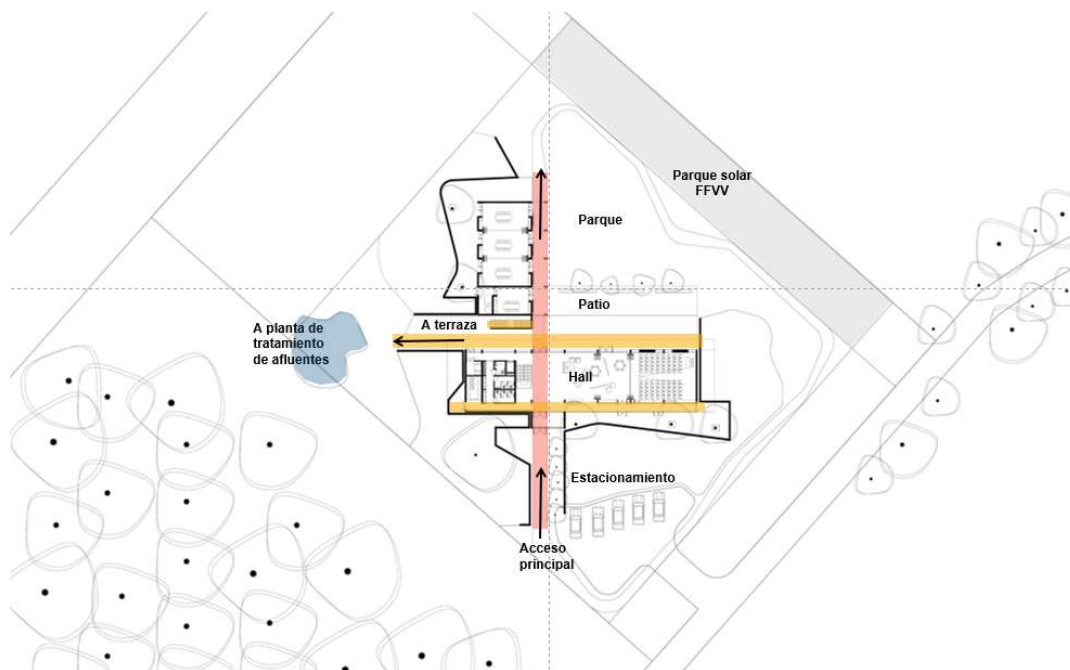 Parque solar
FFVV
Parque
Patio
A terraza
A planta de
tratamiento
de afluentes
Hall
Estacionamiento
Acceso
principal